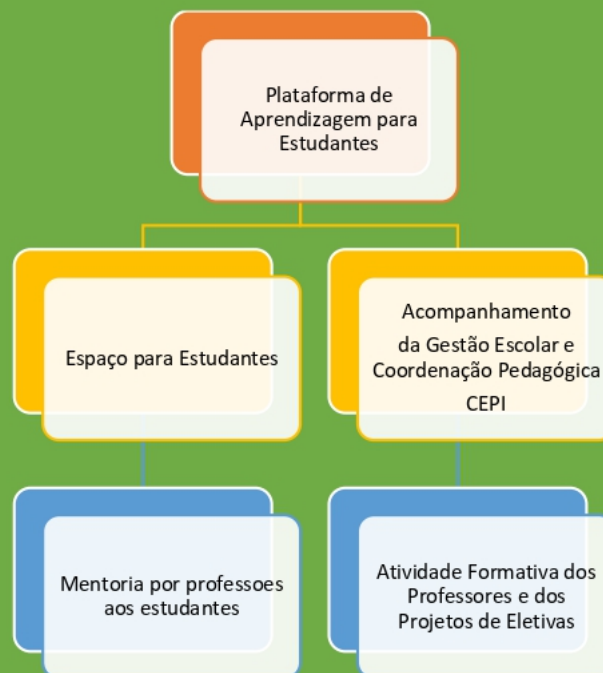 Plataforma de
Aprendizagem para
Estudantes
Espaço para Estudantes
Acompanhamento
da Gestão Escolar e
Coordenação Pedagógica
CEPI
Mentoria por professoes
aos estudantes
Atividade Formativa dos
Professores e dos
Projetos de Eletivas